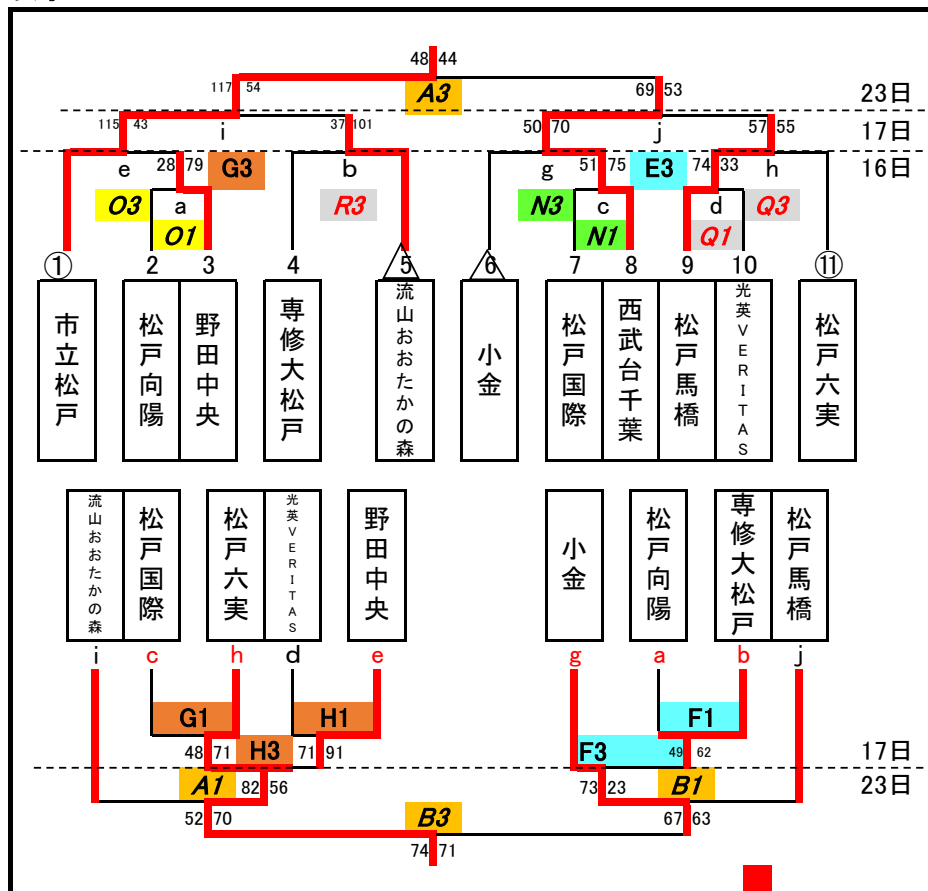 48 44
117 54 A3 69 53 23日
115 43 i 37 101 50 70 j 57 55 17日
e 28 79 G3 b g 51 75 E3 74 33 h 16日
O3 a R3 N3 c d Q3
O1 N1 Q1
① 2 3 4 5 6 7 8 9 10 ⑪
市立松戸
松戸向陽
野田中央
専修大松戸
流山おおたかの森
小金
松戸国際
西武台千葉
松戸馬橋
光英VERITAS
松戸六実
流山おおたかの森
松戸国際
松戸六実
光英VERITAS
野田中央
小金
松戸向陽
専修大松戸
松戸馬橋
i c h d e g a b j
G1 H1 F1
48 71 H3 71 91 F3 49 62 17日
A1 82 56 73 23 B1 23日
52 70 B3 67 63
74 71